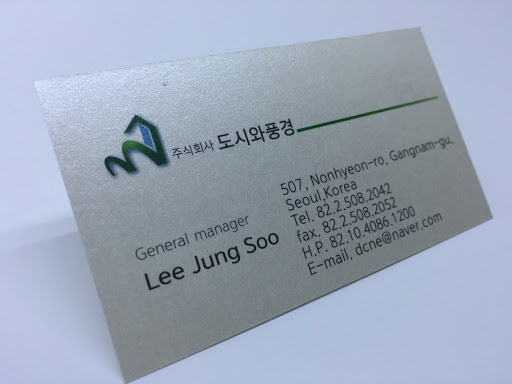 주식회사 도시와풍경
General manager
Lee Jung Soo
507, Nonhyeon-ro, Gangnam-gu,
Seoul.Korea
Tel. 82.2.508.2042
fax. 82.2.508.2052
H.P. 82.10.4086.1200
E-mail. dcne@naver.com